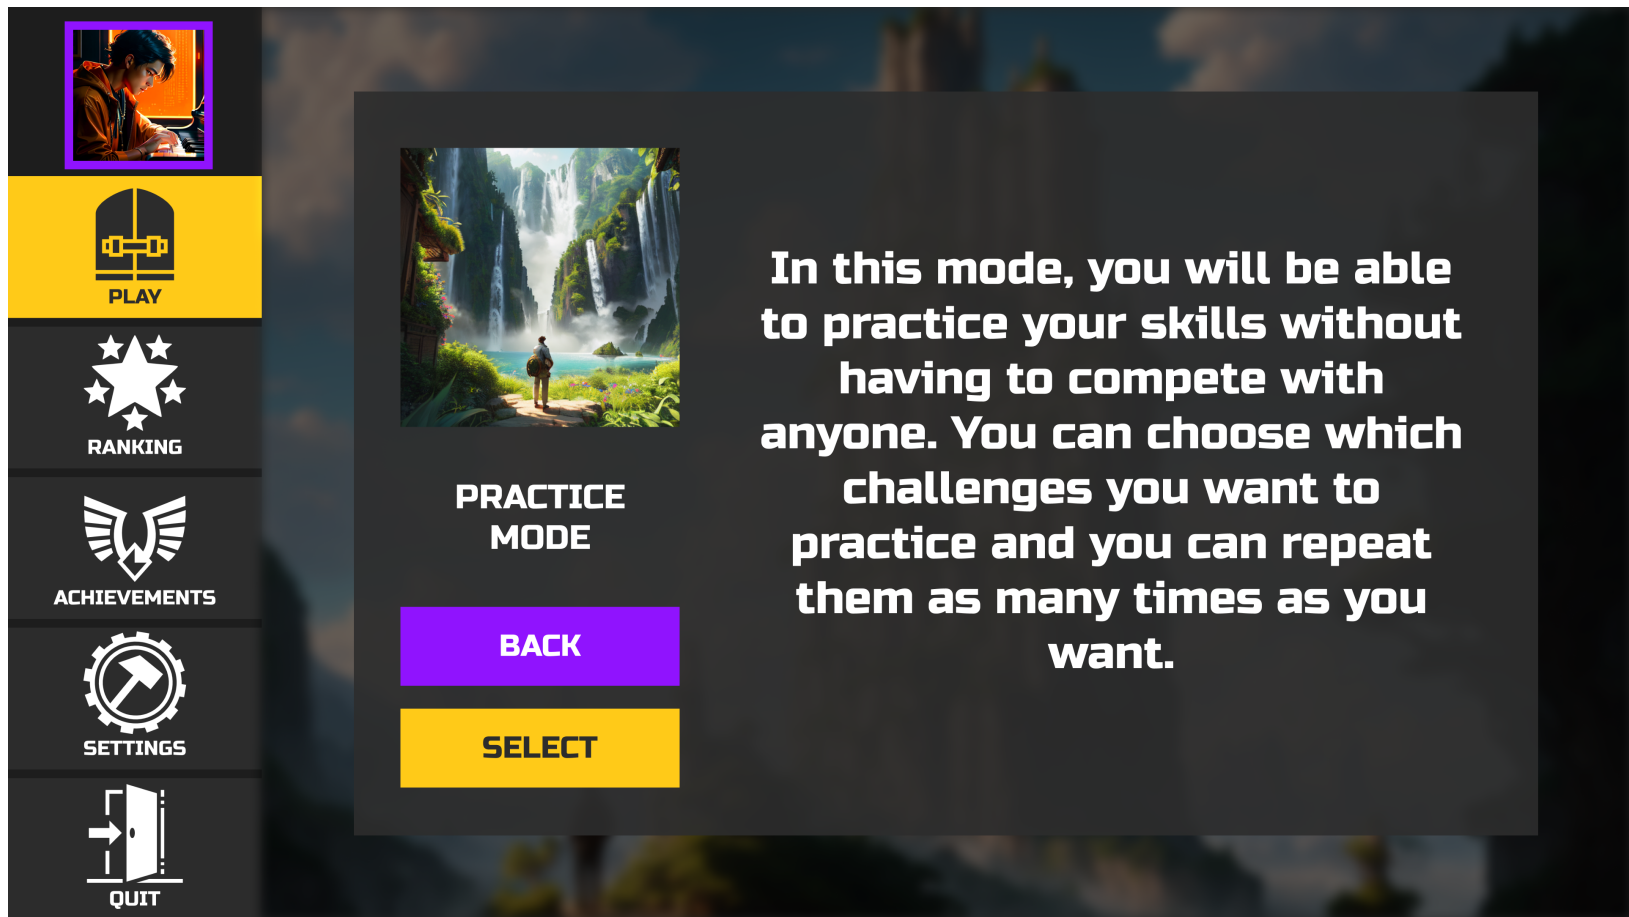 PLAY
RANKING
ACHIEVEMENTS
SETTINGS
QUIT
PRACTICE
MODE
BACK
SELECT
In this mode, you will be able
to practice your skills without
having to compete with
anyone. You can choose which
challenges you want to
practice and you can repeat
them as many times as you
want.